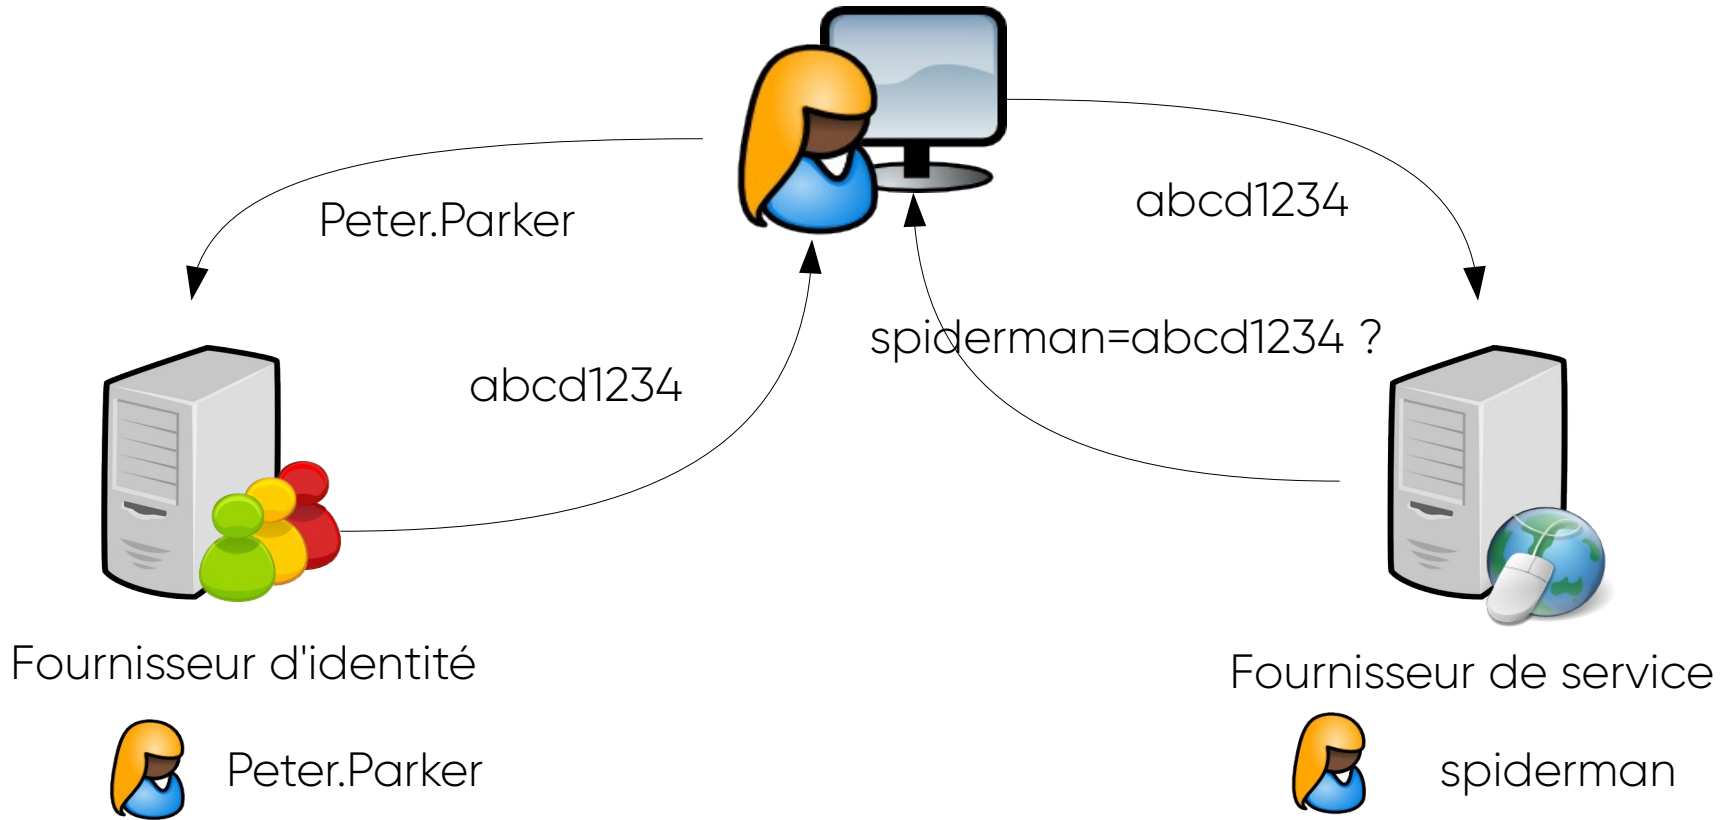 abcd1234
Peter.Parker
spiderman=abcd1234 ?
abcd1234
Fournisseur d'identité
Fournisseur de service
Peter.Parker
spiderman